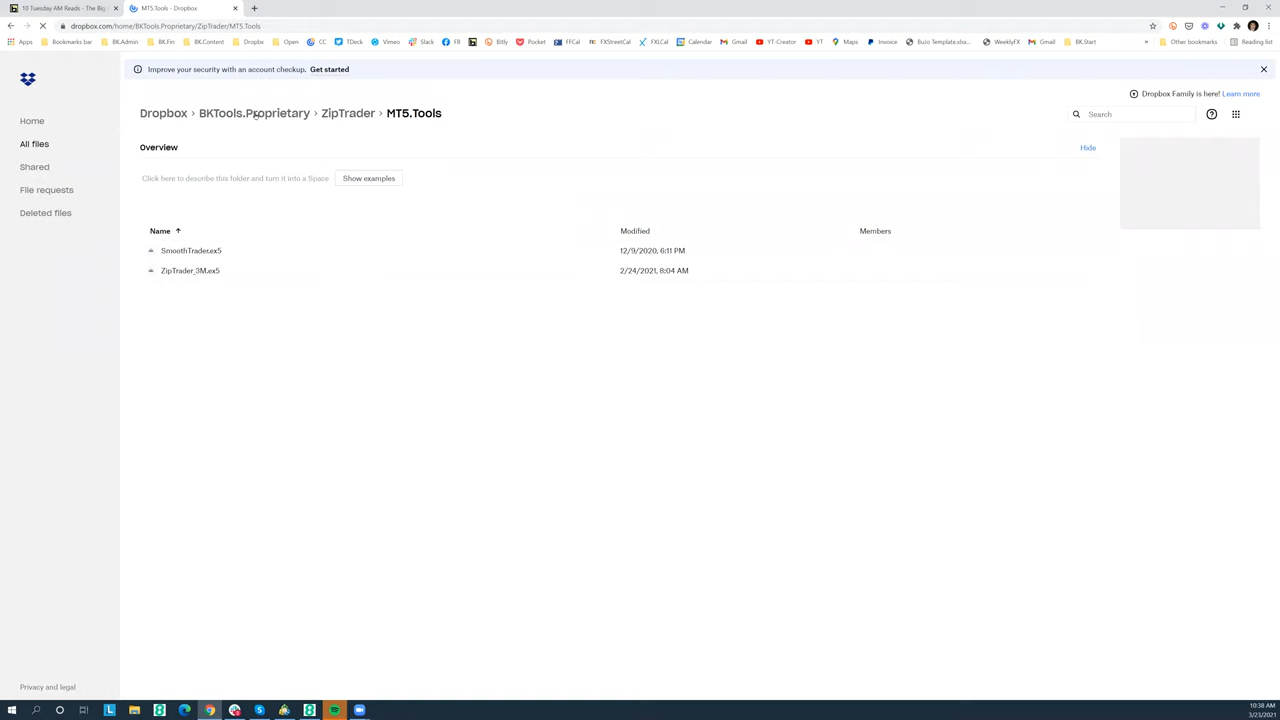 10 Tuesday AM Reads - The Big
MT5.Tools - Dropbox
dropbox.com/home/BKTools.Proprietary/ZipTrader/MT5.Tools
Apps Bookmarks bar BK.Admin BK.Fin BK.Content Dropbx Open CC TDeck Slack FB Bitly Pocket FFCal FXStreetCal FXLCal Calendar Gmail YT-Creator YT Maps Invoice BuJo Template.xlsx... WeeklyFX Gmail BK.Start » Other bookmarks Reading list
Improve your security with an account checkup. Get started
Dropbox Family is here! Learn more
Dropbox › BKTools.Proprietary › ZipTrader › MT5.Tools
Search
Home
All files
Shared
File requests
Deleted files
Overview
Hide
Click here to describe this folder and turn it into a Space
Show examples
Name ↑ Modified Members
SmoothTrader.ex5 12/9/2020, 6:11 PM
ZipTrader_3M.ex5 2/24/2021, 8:04 AM
Privacy and legal
10:38 AM
3/23/2021